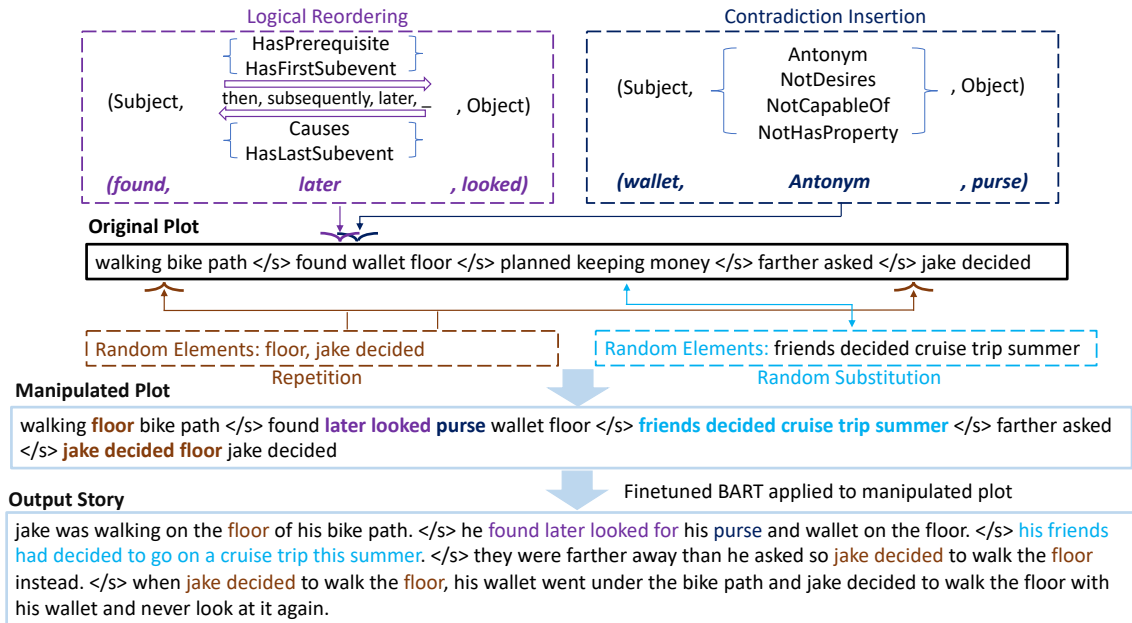 Logical Reordering
Contradiction Insertion
HasPrerequisite
HasFirstSubevent
(Subject, then, subsequently, later, _ , Object)
Causes
HasLastSubevent
(found, later , looked)
Antonym
NotDesires
(Subject, , Object)
NotCapableOf
NotHasProperty
(wallet, Antonym , purse)
Original Plot
walking bike path </s> found wallet floor </s> planned keeping money </s> farther asked </s> jake decided
Random Elements: floor, jake decided
Repetition
Random Elements: friends decided cruise trip summer
Random Substitution
Manipulated Plot
walking floor bike path </s> found later looked purse wallet floor </s> friends decided cruise trip summer </s> farther asked
</s> jake decided floor jake decided
Output Story
Finetuned BART applied to manipulated plot
jake was walking on the floor of his bike path. </s> he found later looked for his purse and wallet on the floor. </s> his friends
had decided to go on a cruise trip this summer. </s> they were farther away than he asked so jake decided to walk the floor
instead. </s> when jake decided to walk the floor, his wallet went under the bike path and jake decided to walk the floor with
his wallet and never look at it again.